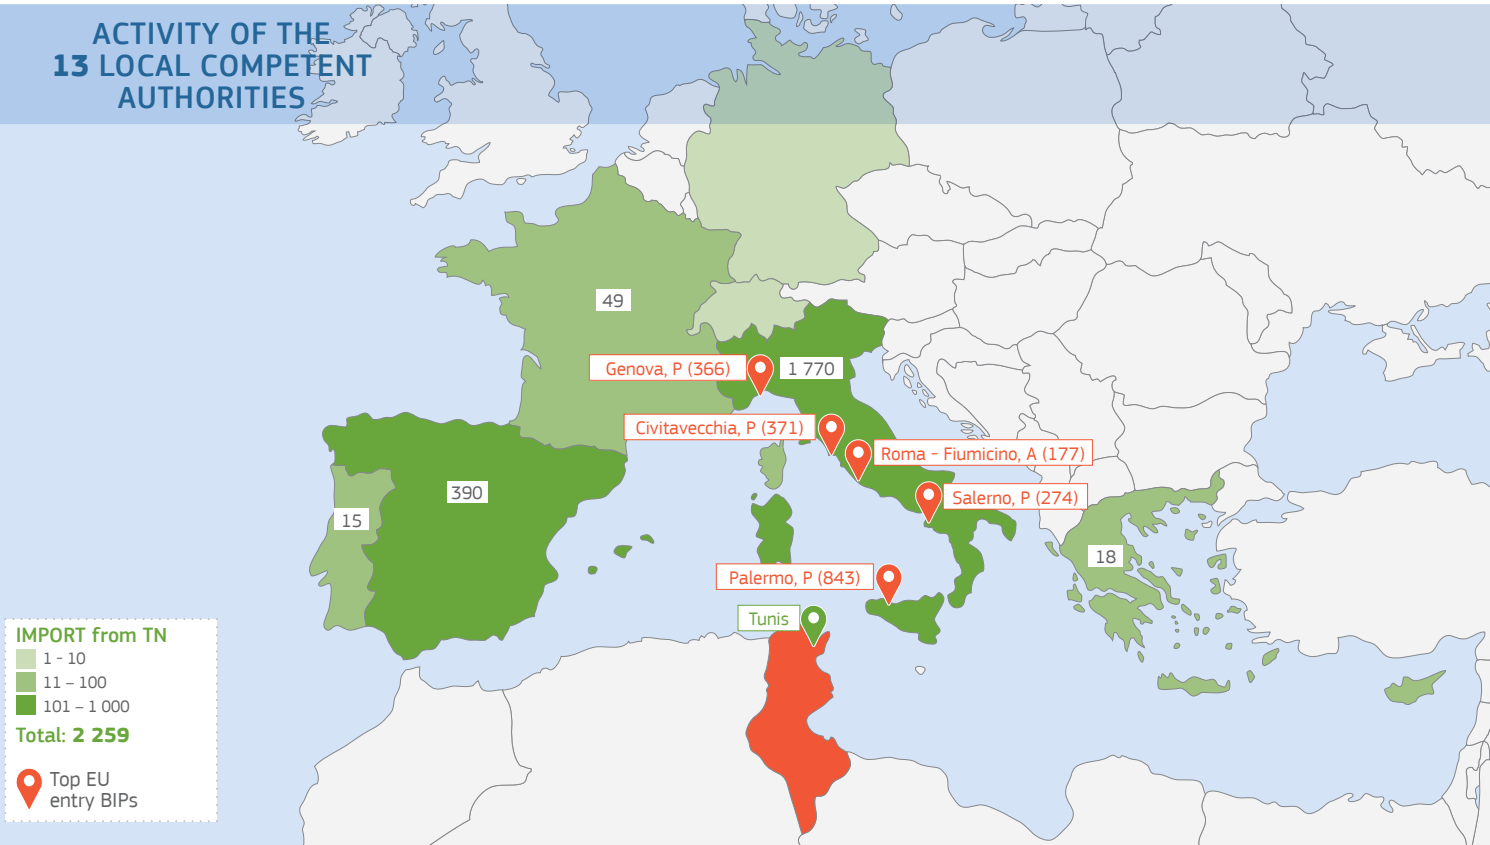 ACTIVITY OF THE
13 LOCAL COMPETENT
AUTHORITIES
49
Genova, P (366)
1 770
Civitavecchia, P (371)
Roma - Fiumicino, A (177)
390
Salerno, P (274)
15
18
Palermo, P (843)
Tunis
IMPORT from TN
1 - 10
11 – 100
101 – 1 000
Total: 2 259
Top EU
entry BIPs